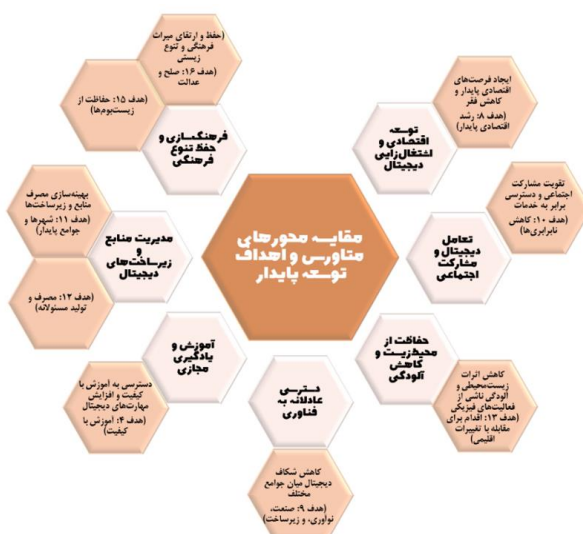 مقایسه محورهای
متاورسی و اهداف
توسعه پایدار
توسعه
اقتصادی و
اشتغال‌زایی
دیجیتال
ایجاد فرصت‌های
اقتصادی پایدار و
کاهش فقر
(هدف ۸: رشد
اقتصادی پایدار)
تعامل
دیجیتال و
مشارکت
اجتماعی
تقویت مشارکت
اجتماعی و دسترسی
برابر به خدمات
(هدف ۱۰: کاهش
نابرابری‌ها)
حفاظت از
محیط‌زیست و
کاهش
آلودگی
کاهش اثرات
زیست‌محیطی و
آلودگی ناشی از
فعالیت‌های فیزیکی
(هدف ۱۳: اقدام برای
مقابله با تغییرات
اقلیمی)
دسترسی
عادلانه به
فناوری
کاهش شکاف
دیجیتال میان جوامع
مختلف
(هدف ۹: صنعت،
نوآوری، و زیرساخت)
آموزش و
یادگیری
مجازی
دسترسی به آموزش با
کیفیت و افزایش
مهارت‌های دیجیتال
(هدف ۴: آموزش با
کیفیت)
مدیریت منابع
و
زیرساخت‌های
دیجیتال
بهینه‌سازی مصرف
منابع و زیرساخت‌ها
(هدف ۱۱: شهرها و
جوامع پایدار)
(هدف ۱۲: مصرف و
تولید مسئولانه)
فرهنگ‌سازی و
حفظ تنوع
فرهنگی
(حفظ و ارتقای میراث
فرهنگی و تنوع
زیستی
(هدف ۱۶: صلح و
عدالت
(هدف ۱۵: حفاظت از
زیست‌بوم‌ها)